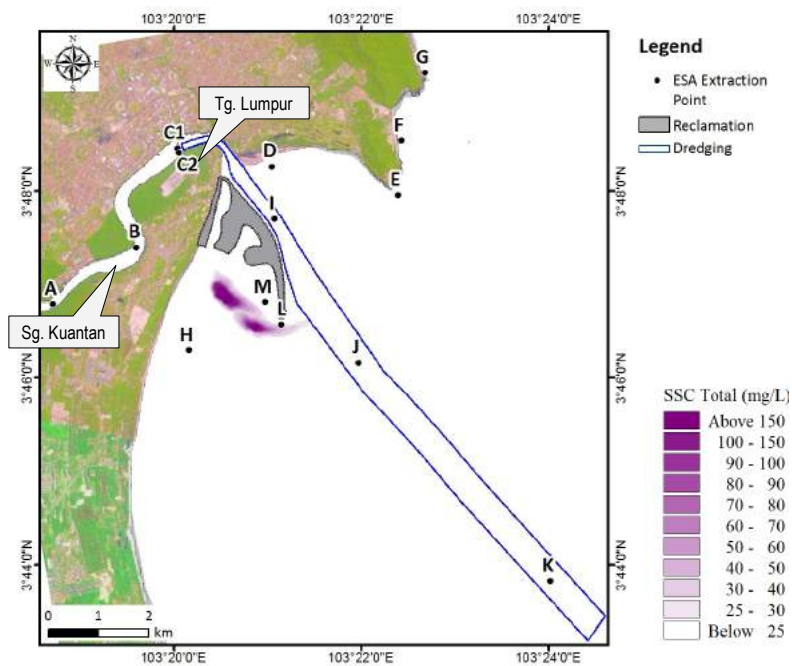 103°20'0"E 103°22'0"E 103°24'0"E
N
W E
S
G
Legend
ESA Extraction
Point
Reclamation
Dredging
Tg. Lumpur
C1
C2
F
D
E
3°48'0"N 3°48'0"N
I
B
A
M
L
Sg. Kuantan
H
J
3°46'0"N 3°46'0"N
SSC Total (mg/L)
Above 150
100 - 150
90 - 100
80 - 90
70 - 80
60 - 70
50 - 60
40 - 50
30 - 40
25 - 30
Below 25
K
3°44'0"N 3°44'0"N
0 1 2
km
103°20'0"E 103°22'0"E 103°24'0"E